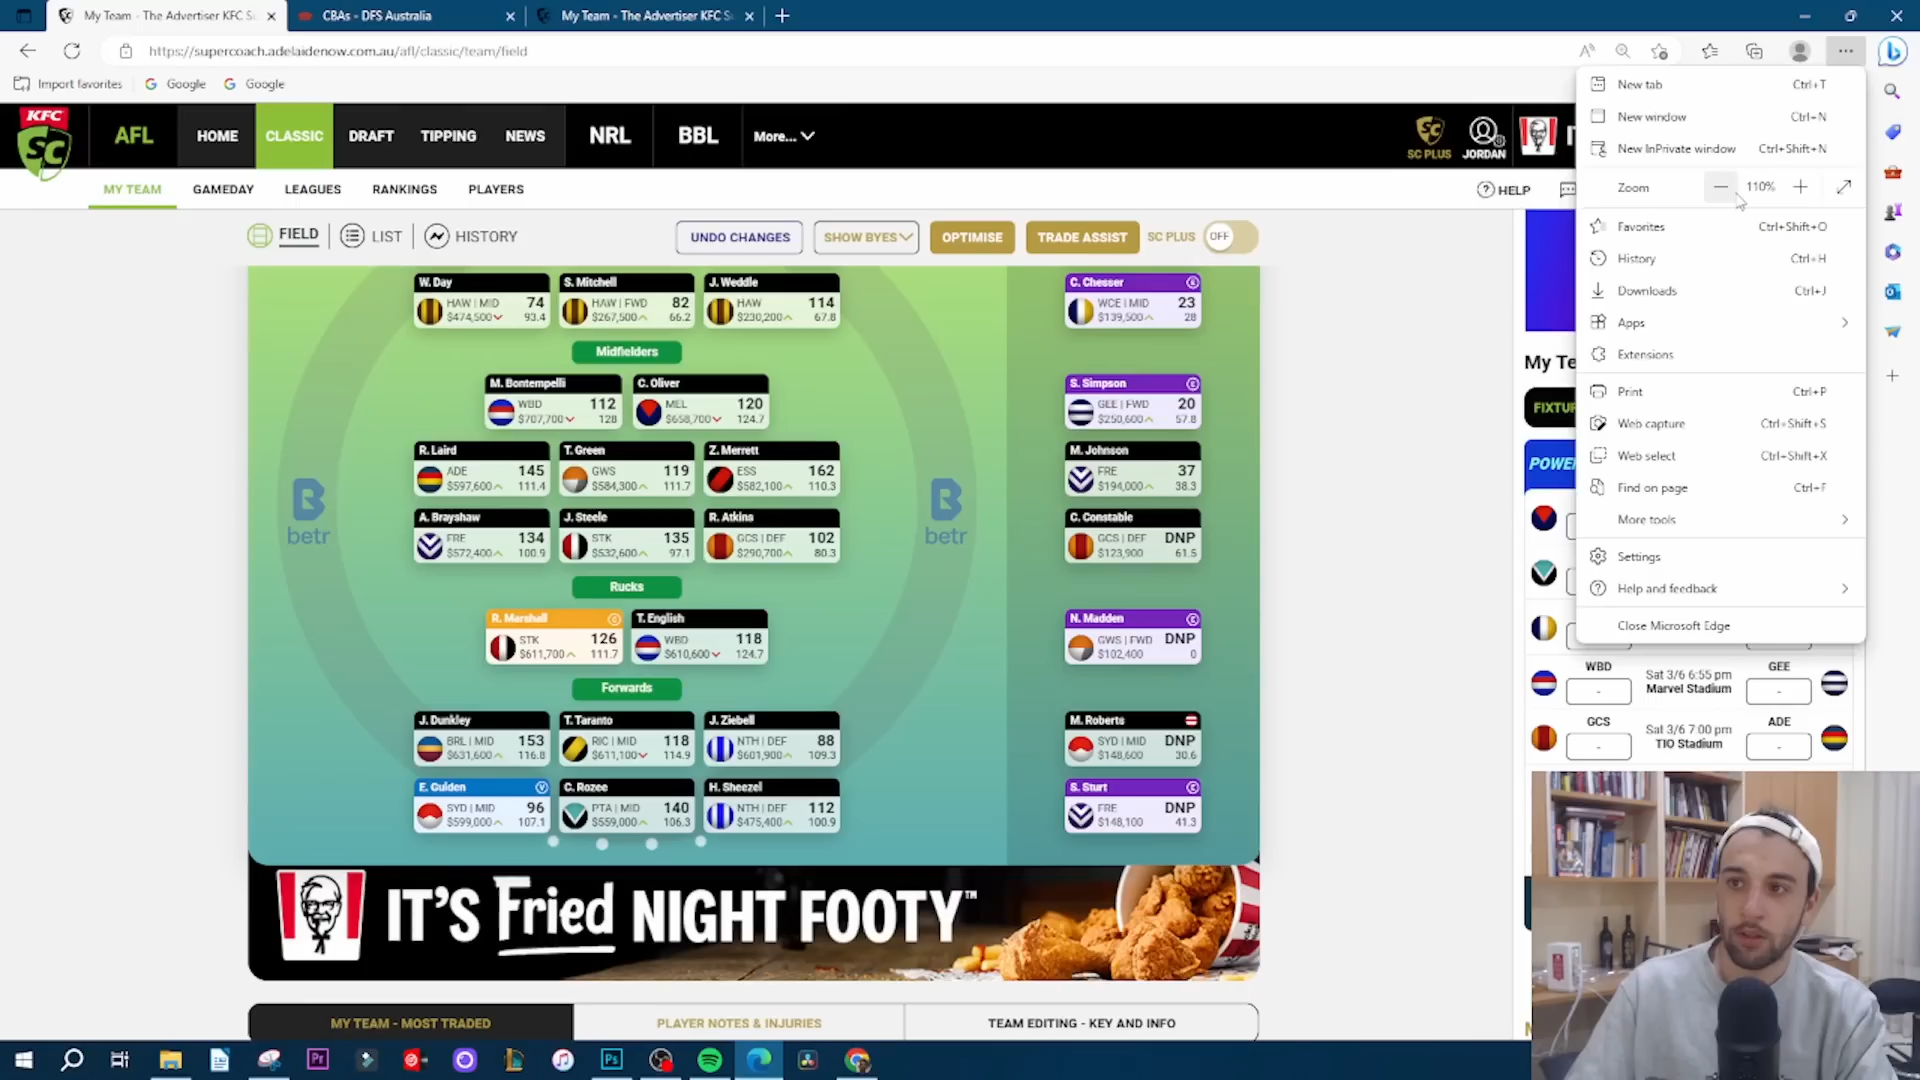 My Team - The Advertiser KFC S
CBAs - DFS Australia
My Team - The Advertiser KFC S
https://supercoach.adelaidenow.com.au/afl/classic/team/field
Import favorites
Google
Google
KFC
SC
AFL
HOME
CLASSIC
DRAFT
TIPPING
NEWS
NRL
BBL
More...
SC PLUS
JORDAN
MY TEAM
GAMEDAY
LEAGUES
RANKINGS
PLAYERS
HELP
FIELD
LIST
HISTORY
UNDO CHANGES
SHOW BYES
OPTIMISE
TRADE ASSIST
SC PLUS
OFF
W. Day
HAW | MID 74
$474,500 93.4
S. Mitchell
HAW | FWD 82
$267,500 66.2
J. Weddle
HAW 114
$230,200 67.8
C. Chesser
WCE | MID 23
$139,500 28
Midfielders
M. Bontempelli
WBD 112
$707,700 128
C. Oliver
MEL 120
$658,700 124.7
S. Simpson
GEE | FWD 20
$250,600 57.8
R. Laird
ADE 145
$597,600 111.4
T. Green
GWS 119
$584,300 111.7
Z. Merrett
ESS 162
$582,100 110.3
M. Johnson
FRE 37
$194,000 38.3
A. Brayshaw
FRE 134
$572,400 100.9
J. Steele
STK 135
$532,600 97.1
R. Atkins
GCS | DEF 102
$290,700 80.3
C. Constable
GCS | DEF DNP
$123,900 61.5
betr
betr
Rucks
R. Marshall
STK 126
$611,700 111.7
T. English
WBD 118
$610,600 124.7
N. Madden
GWS | FWD DNP
$102,400 0
Forwards
J. Dunkley
BRL | MID 153
$631,600 116.8
T. Taranto
RIC | MID 118
$611,100 114.9
J. Ziebell
NTH | DEF 88
$601,900 109.3
M. Roberts
SYD | MID DNP
$148,600 30.6
E. Gulden
SYD | MID 96
$599,000 107.1
C. Rozee
PTA | MID 140
$559,000 106.3
H. Sheezel
NTH | DEF 112
$475,400 100.9
S. Sturt
FRE DNP
$148,100 41.3
IT'S Fried NIGHT FOOTY™
MY TEAM - MOST TRADED
PLAYER NOTES & INJURIES
TEAM EDITING - KEY AND INFO
New tab Ctrl+T
New window Ctrl+N
New InPrivate window Ctrl+Shift+N
Zoom 110%
Favorites Ctrl+Shift+O
History Ctrl+H
Downloads Ctrl+J
Apps
Extensions
Print Ctrl+P
Web capture Ctrl+Shift+S
Web select Ctrl+Shift+X
Find on page Ctrl+F
More tools
Settings
Help and feedback
Close Microsoft Edge
My Te
FIXTU
POWE
WBD
Sat 3/6 6:55 pm
Marvel Stadium
GEE
GCS
Sat 3/6 7:00 pm
TIO Stadium
ADE
Pr
Ps